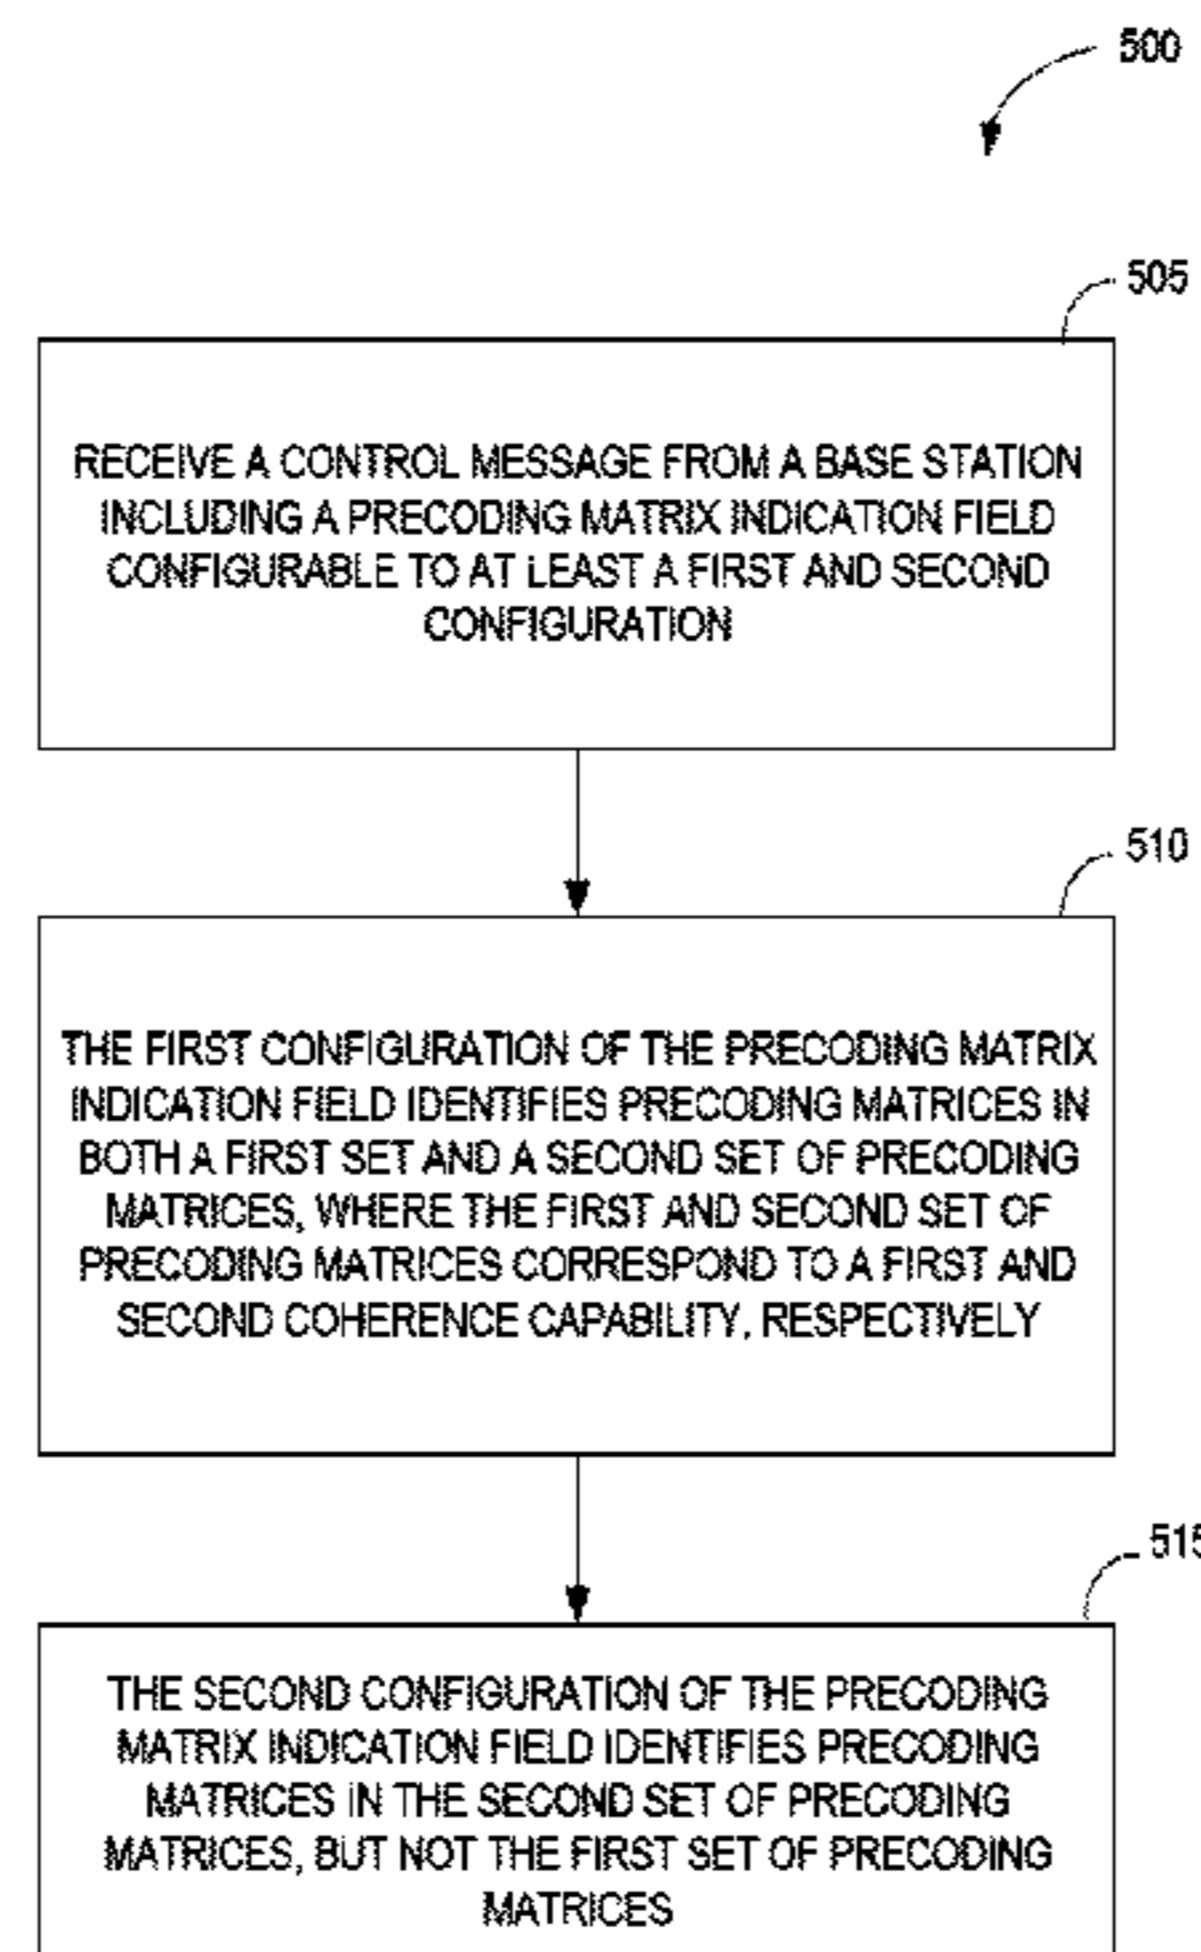 500
505
RECEIVE A CONTROL MESSAGE FROM A BASE STATION
INCLUDING A PRECODING MATRIX INDICATION FIELD
CONFIGURABLE TO AT LEAST A FIRST AND SECOND
CONFIGURATION
510
THE FIRST CONFIGURATION OF THE PRECODING MATRIX
INDICATION FIELD IDENTIFIES PRECODING MATRICES IN
BOTH A FIRST SET AND A SECOND SET OF PRECODING
MATRICES, WHERE THE FIRST AND SECOND SET OF
PRECODING MATRICES CORRESPOND TO A FIRST AND
SECOND COHERENCE CAPABILITY, RESPECTIVELY
515
THE SECOND CONFIGURATION OF THE PRECODING
MATRIX INDICATION FIELD IDENTIFIES PRECODING
MATRICES IN THE SECOND SET OF PRECODING
MATRICES, BUT NOT THE FIRST SET OF PRECODING
MATRICES